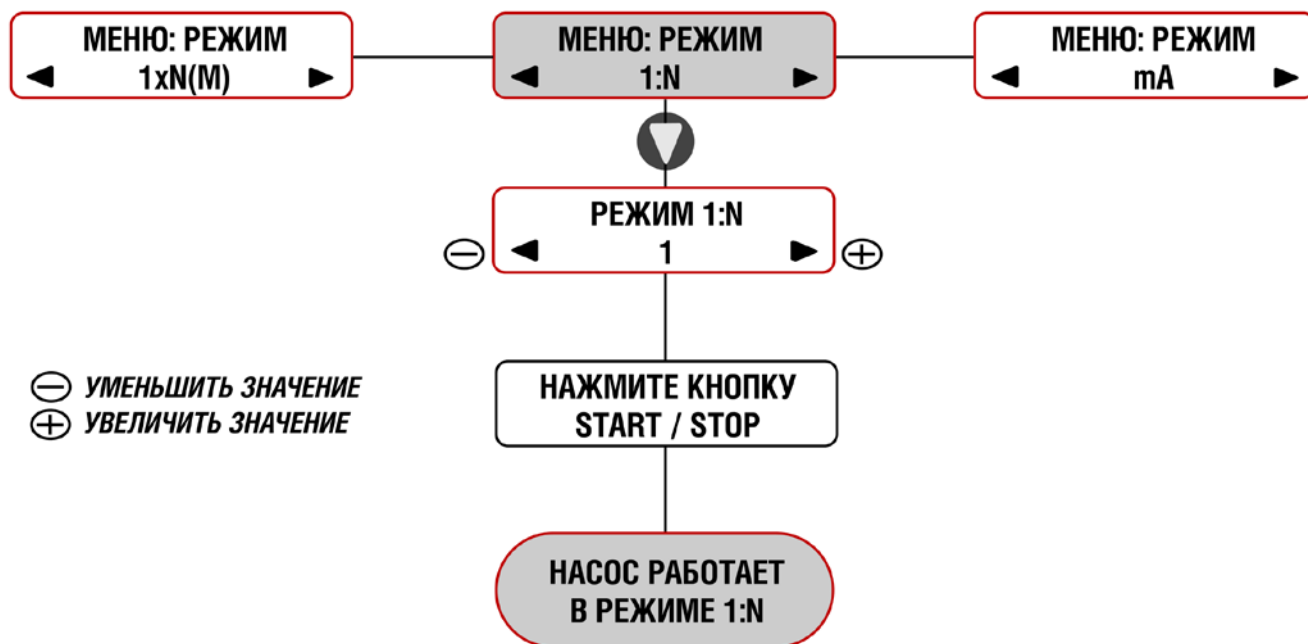 МЕНЮ: РЕЖИМ
1xN(M)
МЕНЮ: РЕЖИМ
1:N
МЕНЮ: РЕЖИМ
mA
РЕЖИМ 1:N
1
УМЕНЬШИТЬ ЗНАЧЕНИЕ
УВЕЛИЧИТЬ ЗНАЧЕНИЕ
НАЖМИТЕ КНОПКУ
START / STOP
НАСОС РАБОТАЕТ
В РЕЖИМЕ 1:N